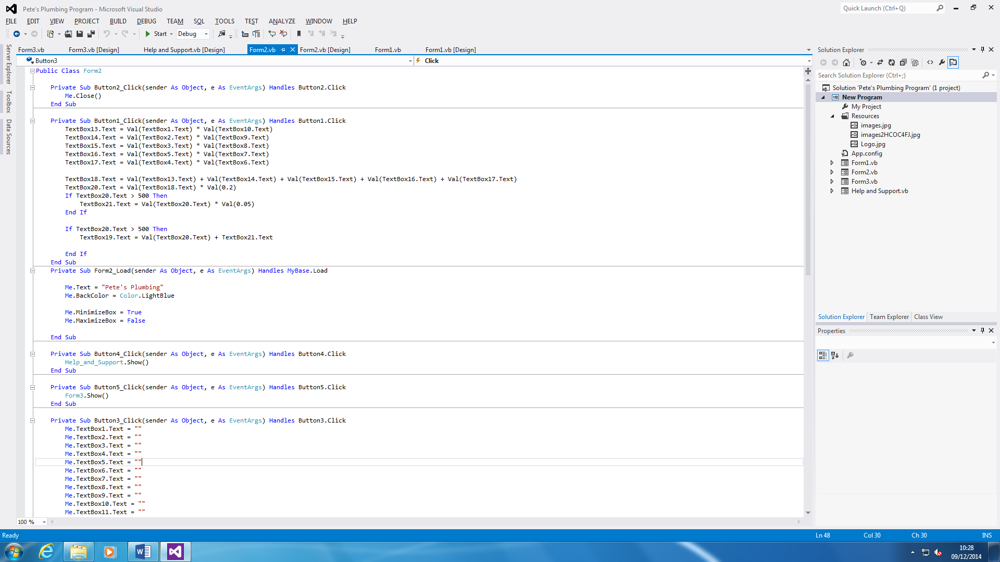 Pete's Plumbing Program - Microsoft Visual Studio
Quick Launch (Ctrl+Q)
FILE EDIT VIEW PROJECT BUILD DEBUG TEAM SQL TOOLS TEST ANALYZE WINDOW HELP
Start Debug
Server Explorer
Toolbox
Data Sources
Form3.vb Form3.vb [Design] Help and Support.vb [Design] Form2.vb Form2.vb [Design] Form1.vb Form1.vb [Design]
Button3 Click
Public Class Form2
Private Sub Button2_Click(sender As Object, e As EventArgs) Handles Button2.Click
Me.Close()
End Sub
Private Sub Button1_Click(sender As Object, e As EventArgs) Handles Button1.Click
TextBox13.Text = Val(TextBox1.Text) * Val(TextBox10.Text)
TextBox14.Text = Val(TextBox2.Text) * Val(TextBox9.Text)
TextBox15.Text = Val(TextBox3.Text) * Val(TextBox8.Text)
TextBox16.Text = Val(TextBox5.Text) * Val(TextBox7.Text)
TextBox17.Text = Val(TextBox4.Text) * Val(TextBox6.Text)
TextBox18.Text = Val(TextBox13.Text) + Val(TextBox14.Text) + Val(TextBox15.Text) + Val(TextBox16.Text) + Val(TextBox17.Text)
TextBox20.Text = Val(TextBox18.Text) * Val(0.2)
If TextBox20.Text > 500 Then
TextBox21.Text = Val(TextBox20.Text) * Val(0.05)
End If
If TextBox20.Text > 500 Then
TextBox19.Text = Val(TextBox20.Text) + TextBox21.Text
End If
End Sub
Private Sub Form2_Load(sender As Object, e As EventArgs) Handles MyBase.Load
Me.Text = "Pete's Plumbing"
Me.BackColor = Color.LightBlue
Me.MinimizeBox = True
Me.MaximizeBox = False
End Sub
Private Sub Button4_Click(sender As Object, e As EventArgs) Handles Button4.Click
Help_and_Support.Show()
End Sub
Private Sub Button5_Click(sender As Object, e As EventArgs) Handles Button5.Click
Form3.Show()
End Sub
Private Sub Button3_Click(sender As Object, e As EventArgs) Handles Button3.Click
Me.TextBox1.Text = ""
Me.TextBox2.Text = ""
Me.TextBox3.Text = ""
Me.TextBox4.Text = ""
Me.TextBox5.Text = ""
Me.TextBox6.Text = ""
Me.TextBox7.Text = ""
Me.TextBox8.Text = ""
Me.TextBox9.Text = ""
Me.TextBox10.Text = ""
Me.TextBox11.Text = ""
100 %
Solution Explorer
Search Solution Explorer (Ctrl+;)
Solution 'Pete's Plumbing Program' (1 project)
VB New Program
My Project
Resources
images.jpg
images2HCOC4FJ.jpg
Logo.jpg
App.config
Form1.vb
Form2.vb
Form3.vb
Help and Support.vb
Solution Explorer Team Explorer Class View
Properties
Ready Ln 48 Col 30 Ch 30 INS
10:28
09/12/2014